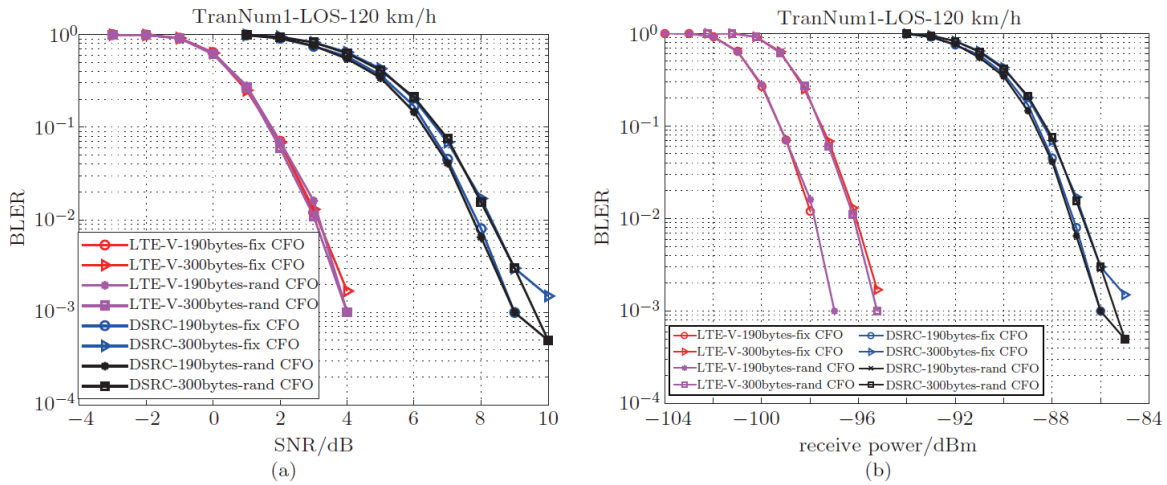 TranNum1-LOS-120 km/h
10^0
10^-1
10^-2
10^-3
10^-4
BLER
LTE-V-190bytes-fix CFO
LTE-V-300bytes-fix CFO
LTE-V-190bytes-rand CFO
LTE-V-300bytes-rand CFO
DSRC-190bytes-fix CFO
DSRC-300bytes-fix CFO
DSRC-190bytes-rand CFO
DSRC-300bytes-rand CFO
−4 −2 0 2 4 6 8 10
SNR/dB
(a)
TranNum1-LOS-120 km/h
10^0
10^-1
10^-2
10^-3
10^-4
BLER
LTE-V-190bytes-fix CFO
LTE-V-300bytes-fix CFO
LTE-V-190bytes-rand CFO
LTE-V-300bytes-rand CFO
DSRC-190bytes-fix CFO
DSRC-300bytes-fix CFO
DSRC-190bytes-rand CFO
DSRC-300bytes-rand CFO
−104 −100 −96 −92 −88 −84
receive power/dBm
(b)